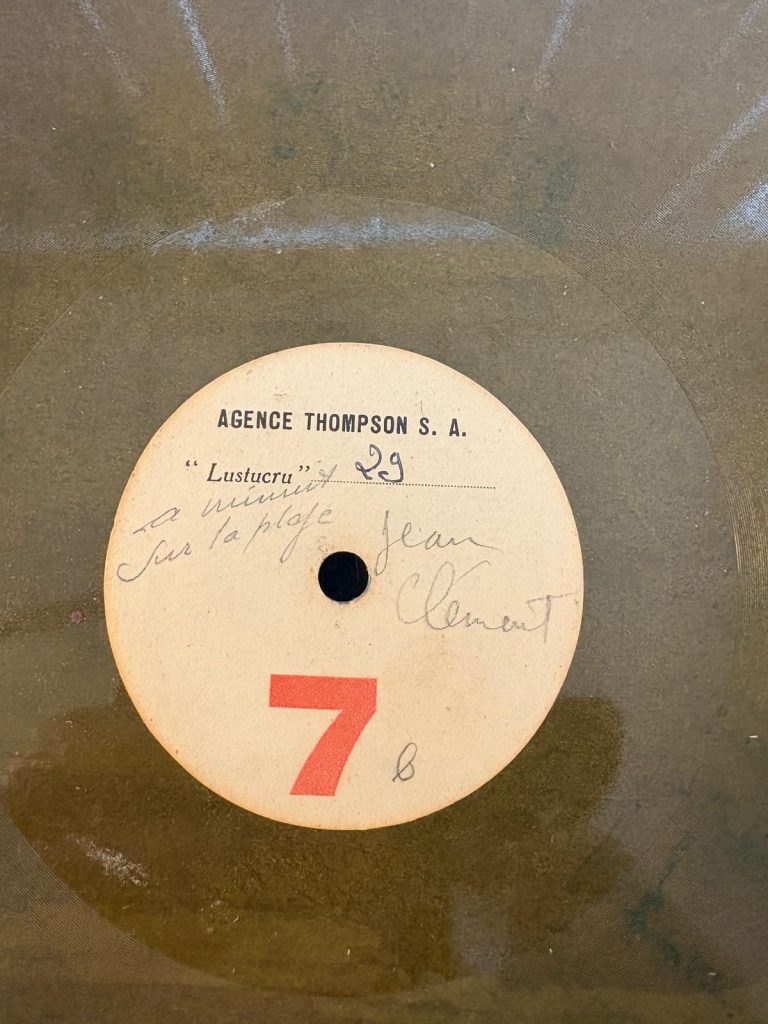 AGENCE THOMPSON S. A.
“ Lustucru ” 29
a minuit
sur la plage
Jean
Clément
7
b